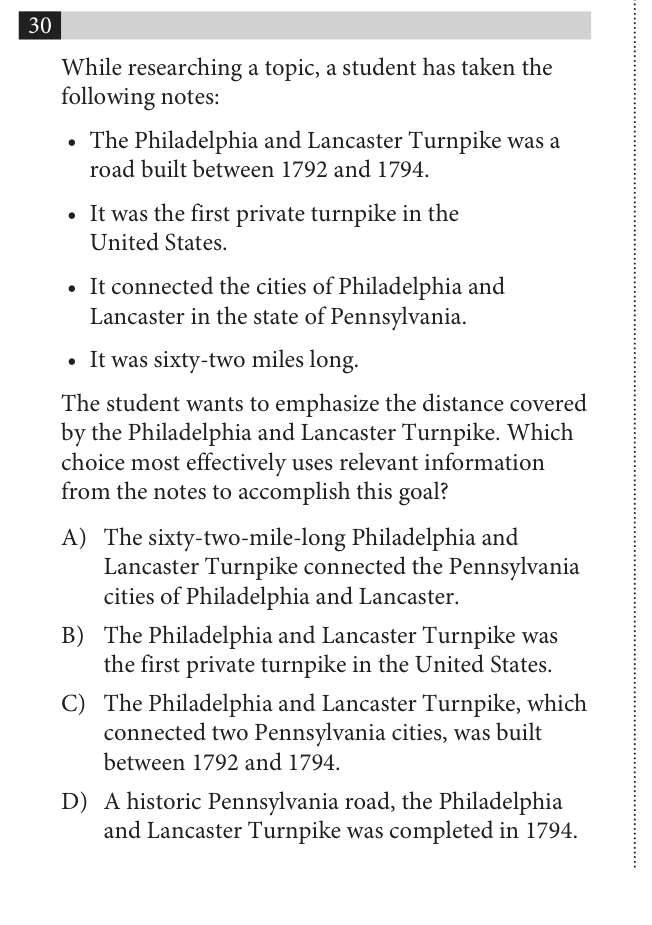 30
While researching a topic, a student has taken the
following notes:
• The Philadelphia and Lancaster Turnpike was a
road built between 1792 and 1794.
• It was the first private turnpike in the
United States.
• It connected the cities of Philadelphia and
Lancaster in the state of Pennsylvania.
• It was sixty-two miles long.
The student wants to emphasize the distance covered
by the Philadelphia and Lancaster Turnpike. Which
choice most effectively uses relevant information
from the notes to accomplish this goal?
A) The sixty-two-mile-long Philadelphia and
Lancaster Turnpike connected the Pennsylvania
cities of Philadelphia and Lancaster.
B) The Philadelphia and Lancaster Turnpike was
the first private turnpike in the United States.
C) The Philadelphia and Lancaster Turnpike, which
connected two Pennsylvania cities, was built
between 1792 and 1794.
D) A historic Pennsylvania road, the Philadelphia
and Lancaster Turnpike was completed in 1794.